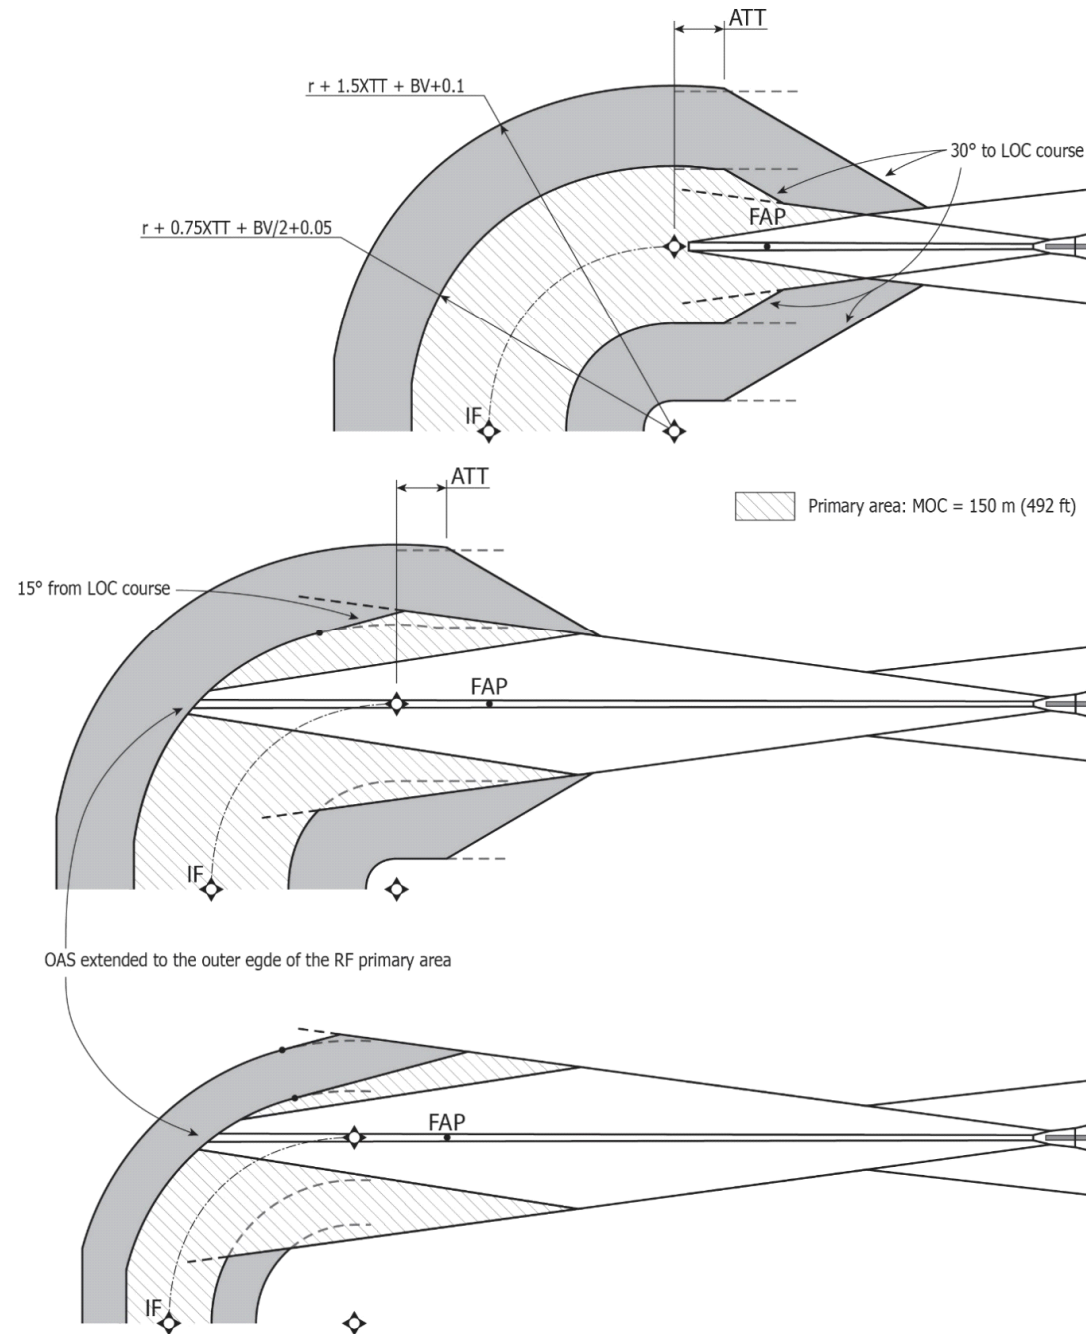 ATT
r + 1.5XTT + BV+0.1
30° to LOC course
FAP
r + 0.75XTT + BV/2+0.05
IF
ATT
Primary area: MOC = 150 m (492 ft)
15° from LOC course
FAP
IF
OAS extended to the outer egde of the RF primary area
FAP
IF